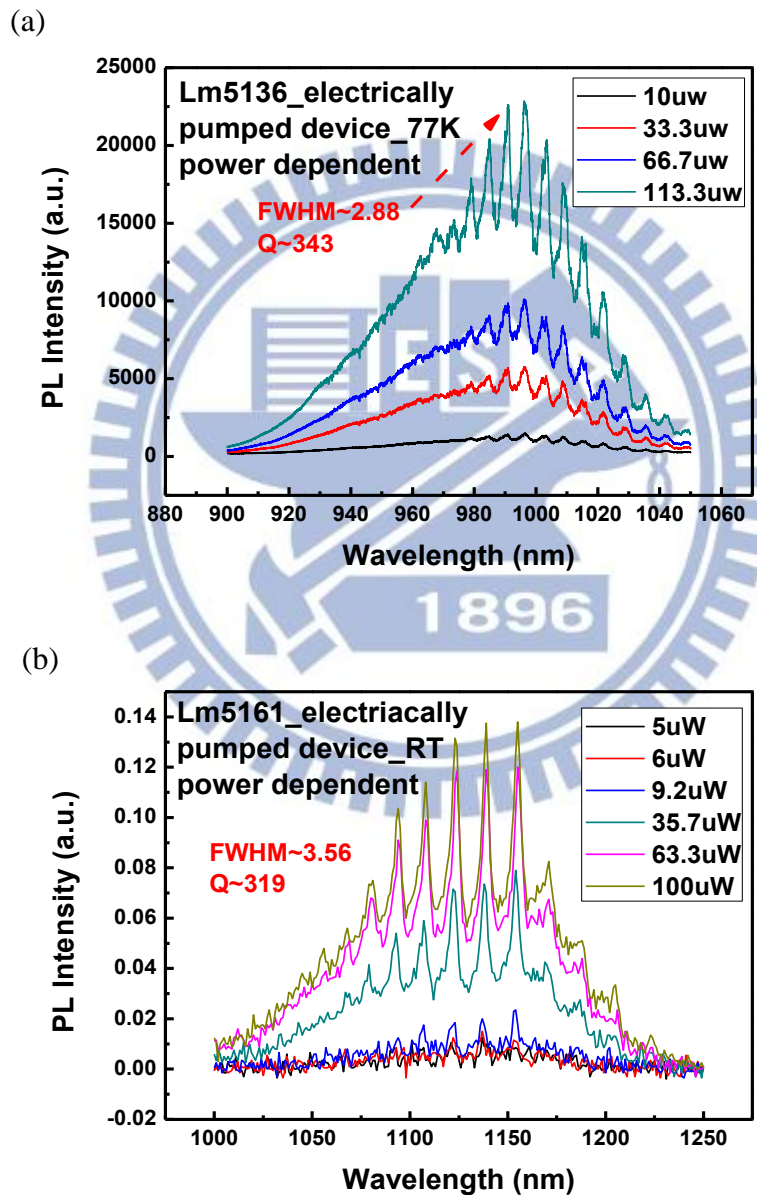 (a)
Lm5136_electrically
pumped device_77K
power dependent
FWHM~2.88
Q~343
10uw
33.3uw
66.7uw
113.3uw
25000
20000
15000
10000
5000
0
PL Intensity (a.u.)
880 900 920 940 960 980 1000 1020 1040 1060
Wavelength (nm)
ES
1896
(b)
Lm5161_electriacally
pumped device_RT
power dependent
FWHM~3.56
Q~319
5uW
6uW
9.2uW
35.7uW
63.3uW
100uW
0.14
0.12
0.10
0.08
0.06
0.04
0.02
0.00
-0.02
PL Intensity (a.u.)
1000 1050 1100 1150 1200 1250
Wavelength (nm)